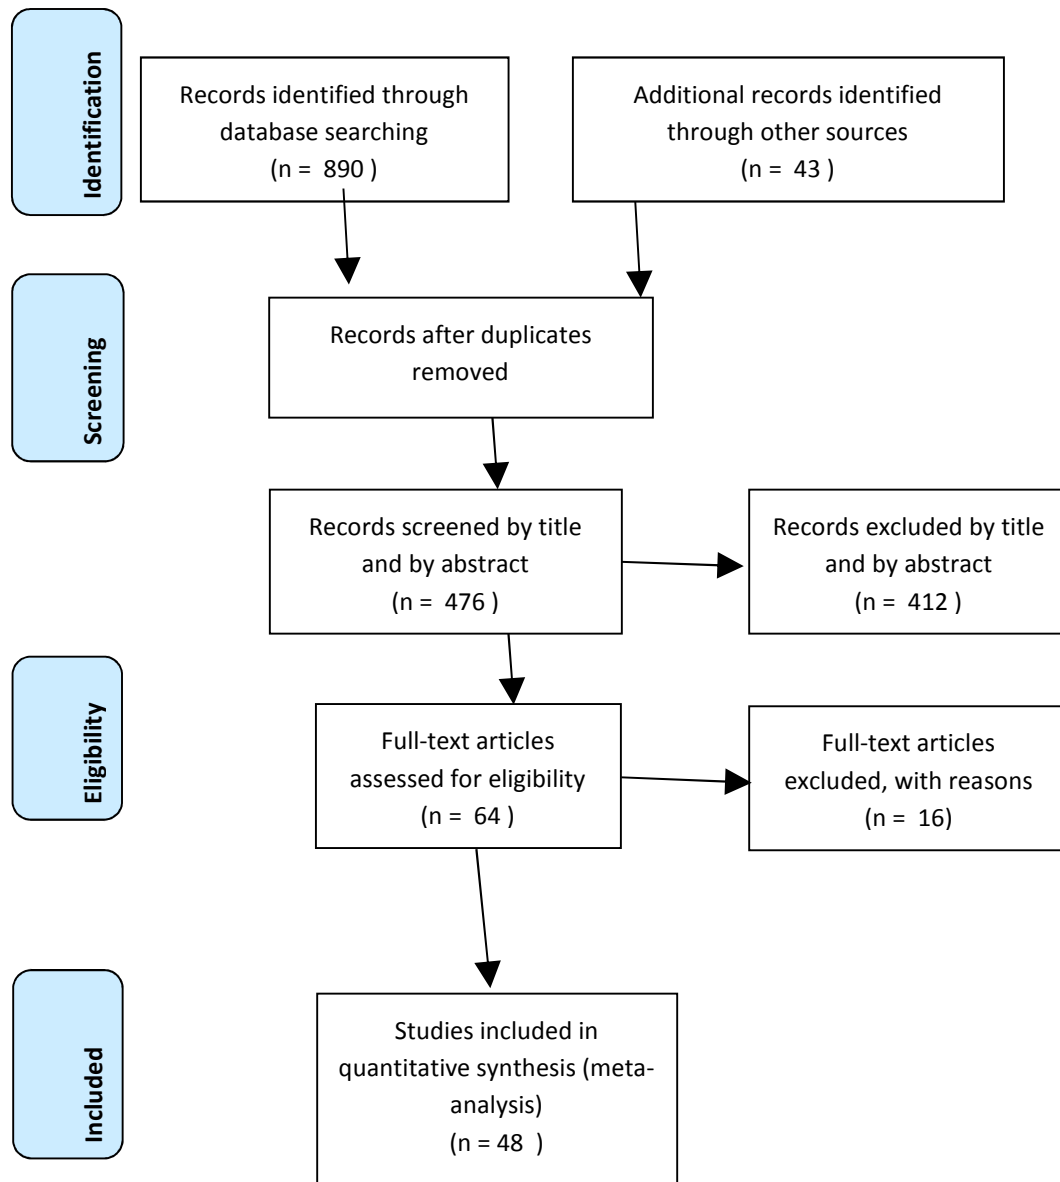 Identification
Records identified through
database searching
(n =  890 )
Additional records identified
through other sources
(n =  43 )
Screening
Records after duplicates
removed
Records screened by title
and by abstract
(n =  476 )
Records excluded by title
and by abstract
(n =  412 )
Eligibility
Full-text articles
assessed for eligibility
(n =  64 )
Full-text articles
excluded, with reasons
(n =  16)
Included
Studies included in
quantitative synthesis (meta-
analysis)
(n = 48  )